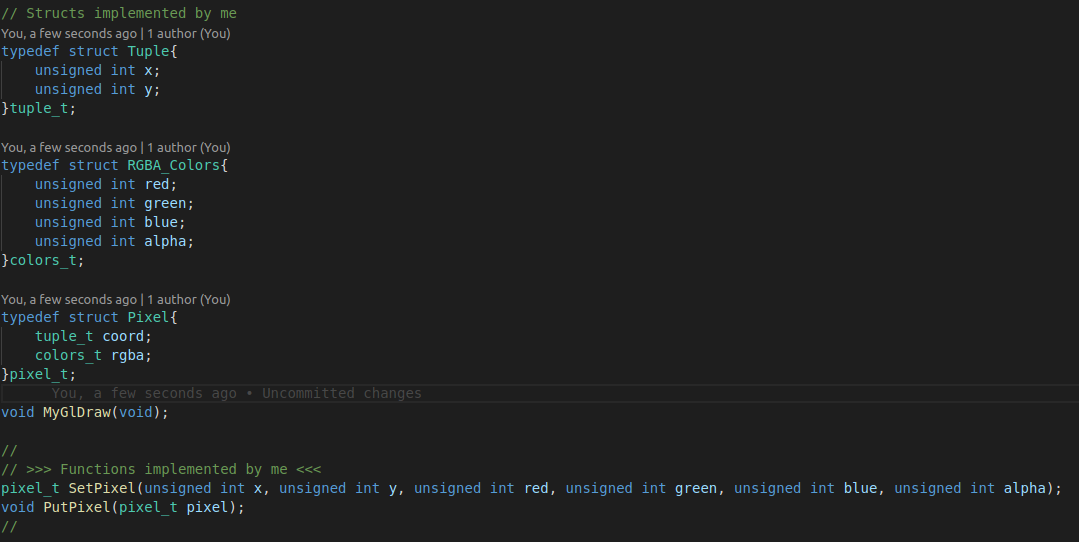 // Structs implemented by me
You, a few seconds ago | 1 author (You)
typedef struct Tuple{
    unsigned int x;
    unsigned int y;
}tuple_t;
You, a few seconds ago | 1 author (You)
typedef struct RGBA_Colors{
    unsigned int red;
    unsigned int green;
    unsigned int blue;
    unsigned int alpha;
}colors_t;
You, a few seconds ago | 1 author (You)
typedef struct Pixel{
    tuple_t coord;
    colors_t rgba;
}pixel_t;
You, a few seconds ago • Uncommitted changes
void MyGlDraw(void);
//
// >>> Functions implemented by me <<<
pixel_t SetPixel(unsigned int x, unsigned int y, unsigned int red, unsigned int green, unsigned int blue, unsigned int alpha);
void PutPixel(pixel_t pixel);
//